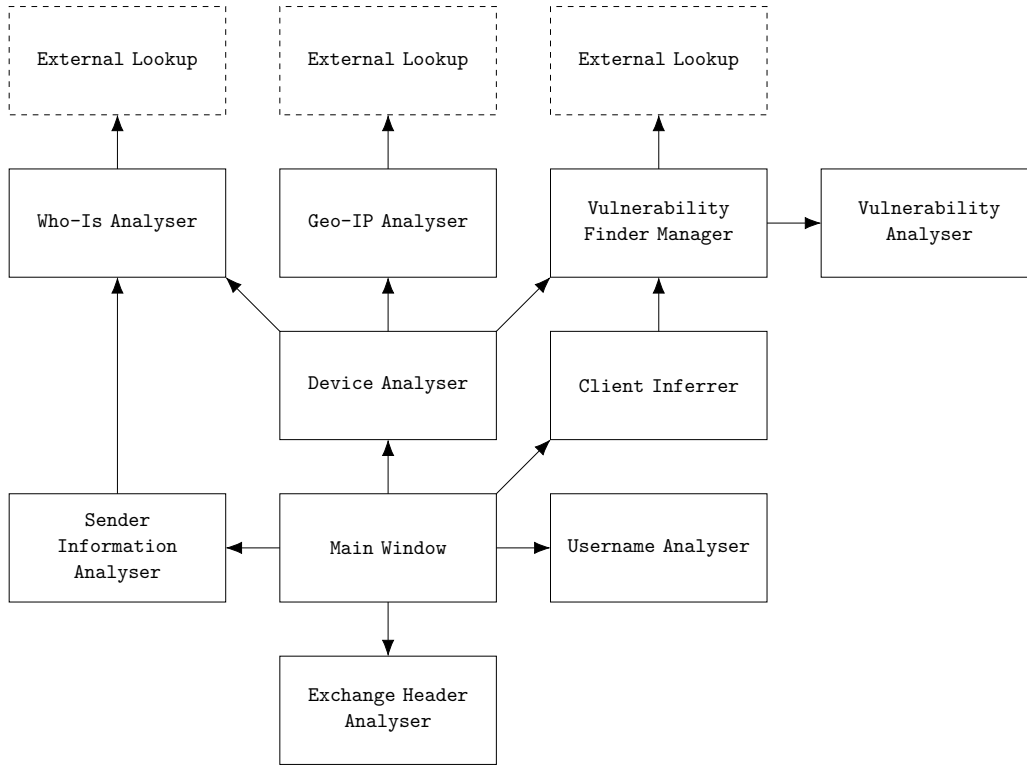 External Lookup
External Lookup
External Lookup
Who-Is Analyser
Geo-IP Analyser
Vulnerability
Finder Manager
Vulnerability
Analyser
Device Analyser
Client Inferrer
Sender
Information
Analyser
Main Window
Username Analyser
Exchange Header
Analyser